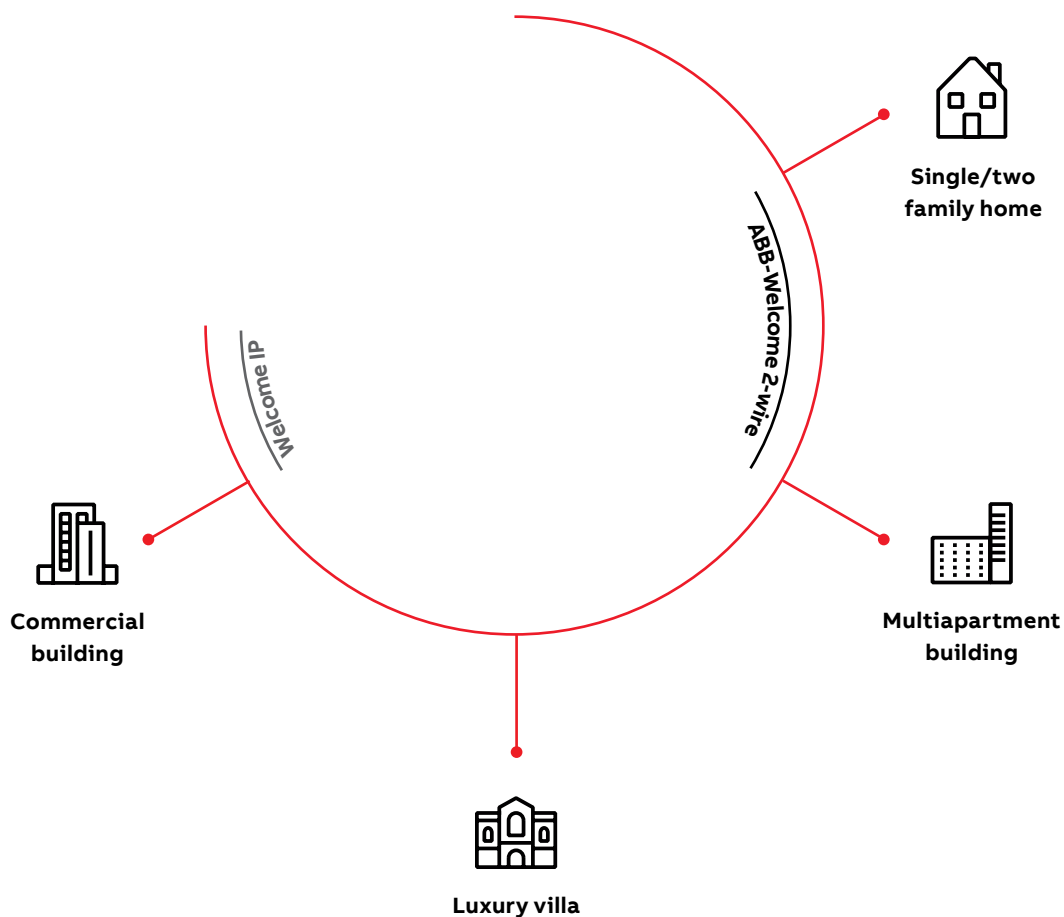 Single/two
family home
ABB-Welcome 2-wire
Welcome IP
Commercial
building
Multiapartment
building
Luxury villa